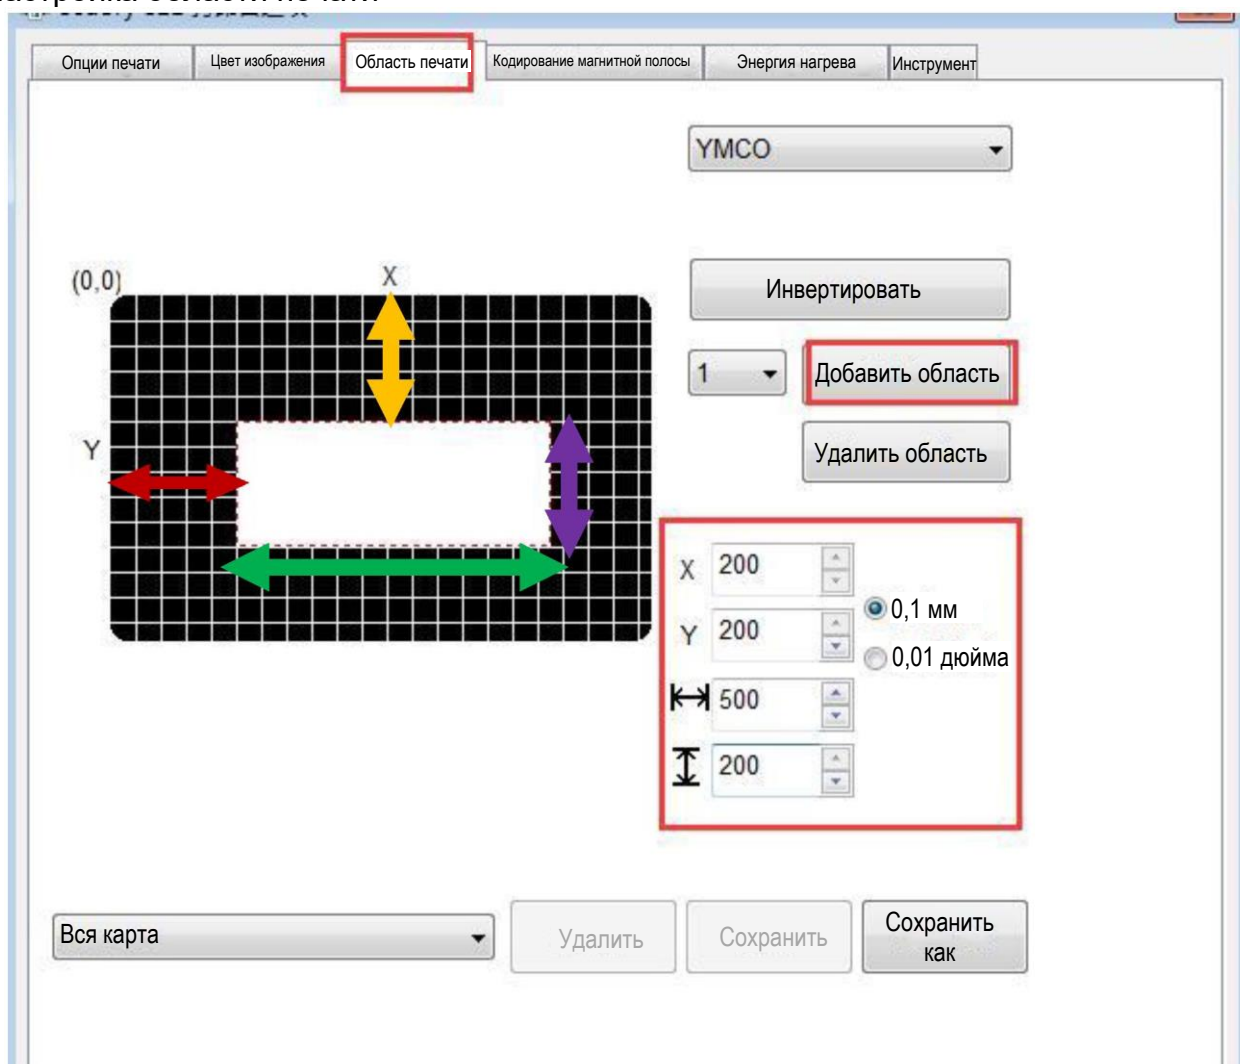 Опции печати
Цвет изображения
Область печати
Кодирование магнитной полосы
Энергия нагрева
Инструмент
YMCO
(0,0)
X
Инвертировать
1
Добавить область
Y
Удалить область
X 200
0,1 мм
Y 200
0,01 дюйма
500
200
Вся карта
Удалить
Сохранить
Сохранить
как